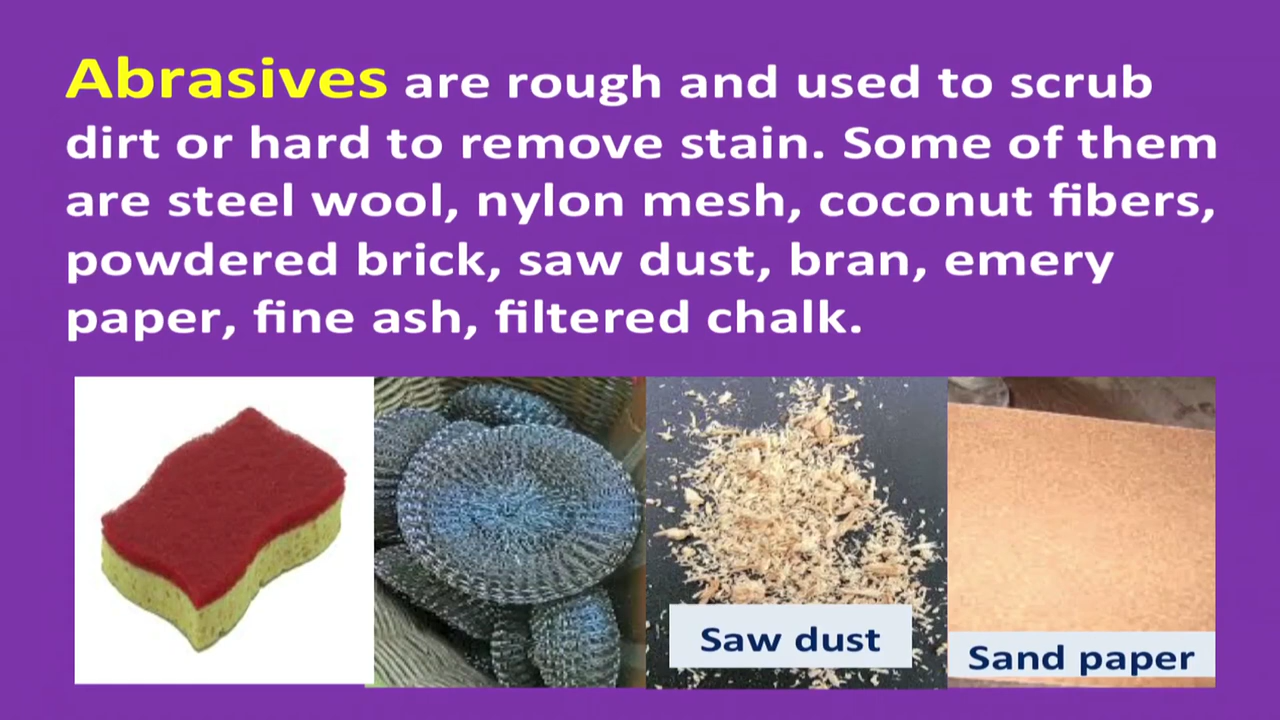 Abrasives are rough and used to scrub
dirt or hard to remove stain. Some of them
are steel wool, nylon mesh, coconut fibers,
powdered brick, saw dust, bran, emery
paper, fine ash, filtered chalk.
Saw dust
Sand paper